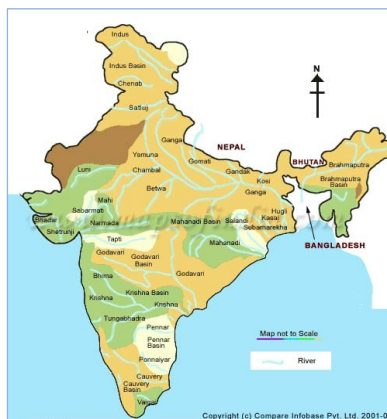 Indus
Indus Basin
Chenab
Satluj
N
Ganga
NEPAL
Yamuna
Gomati
BHUTAN
Brahmaputra
Luni
Chambal
Gandak
Kosi
Brahmaputra
Basin
Betwa
Ganga
Mahi
Sabarmati
Hugli
Bhadar
Narmada
Mahanadi Basin
Salandi
Kasai
Shetrunji
Subarnarekha
Tapti
Mahanadi
BANGLADESH
Godavari
Godavari
Basin
Godavari
Bhima
Krishna
Krishna Basin
Krishna
Tungabhadra
Pennar
Pennar
Basin
Ponnaiyar
Cauvery
Cauvery
Basin
Vaigai
Map not to Scale
River
Copyright (c) Compare Infobase Pvt. Ltd. 2001-0